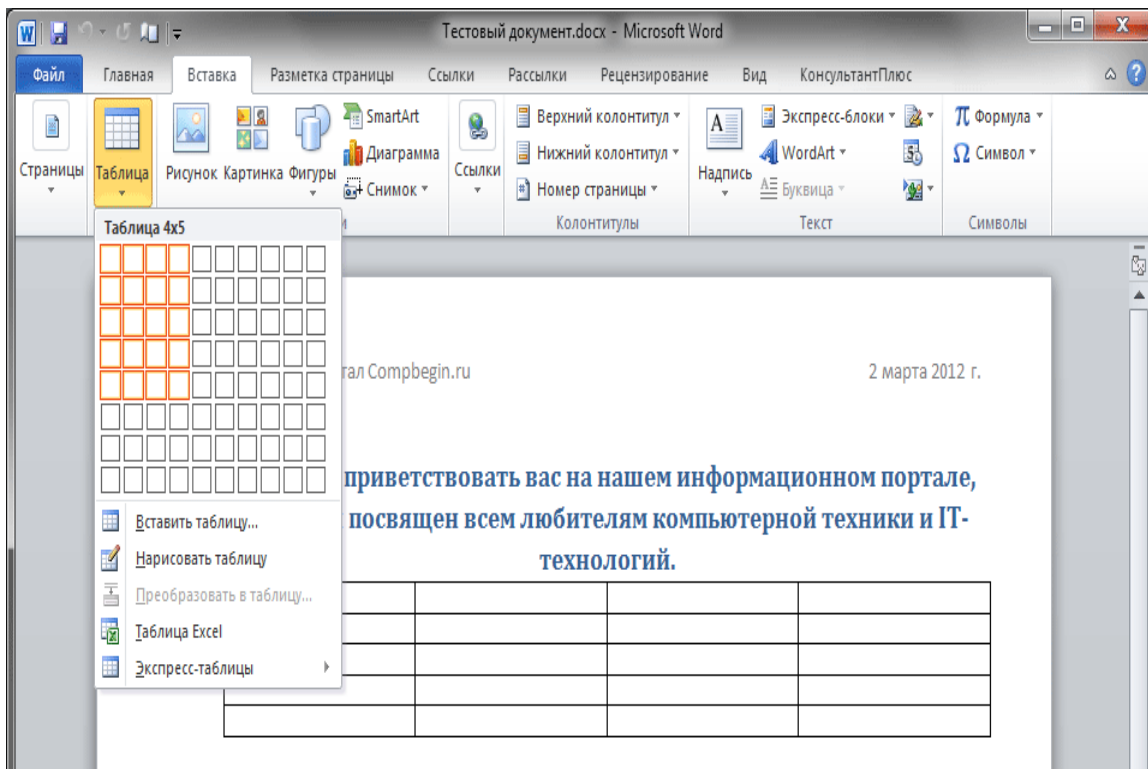 Тестовый документ.docx - Microsoft Word
Файл Главная Вставка Разметка страницы Ссылки Рассылки Рецензирование Вид КонсультантПлюс
Страницы
Таблица
Рисунок
Картинка
Фигуры
SmartArt
Диаграмма
Снимок
Ссылки
Верхний колонтитул
Нижний колонтитул
Номер страницы
Колонтитулы
Надпись
Экспресс-блоки
WordArt
Буквица
Текст
π Формула
Ω Символ
Символы
Таблица 4x5
Вставить таблицу...
Нарисовать таблицу
Преобразовать в таблицу...
Таблица Excel
Экспресс-таблицы
Compbegin.ru
2 марта 2012 г.
приветствовать вас на нашем информационном портале,
посвящен всем любителям компьютерной техники и IT-
технологий.